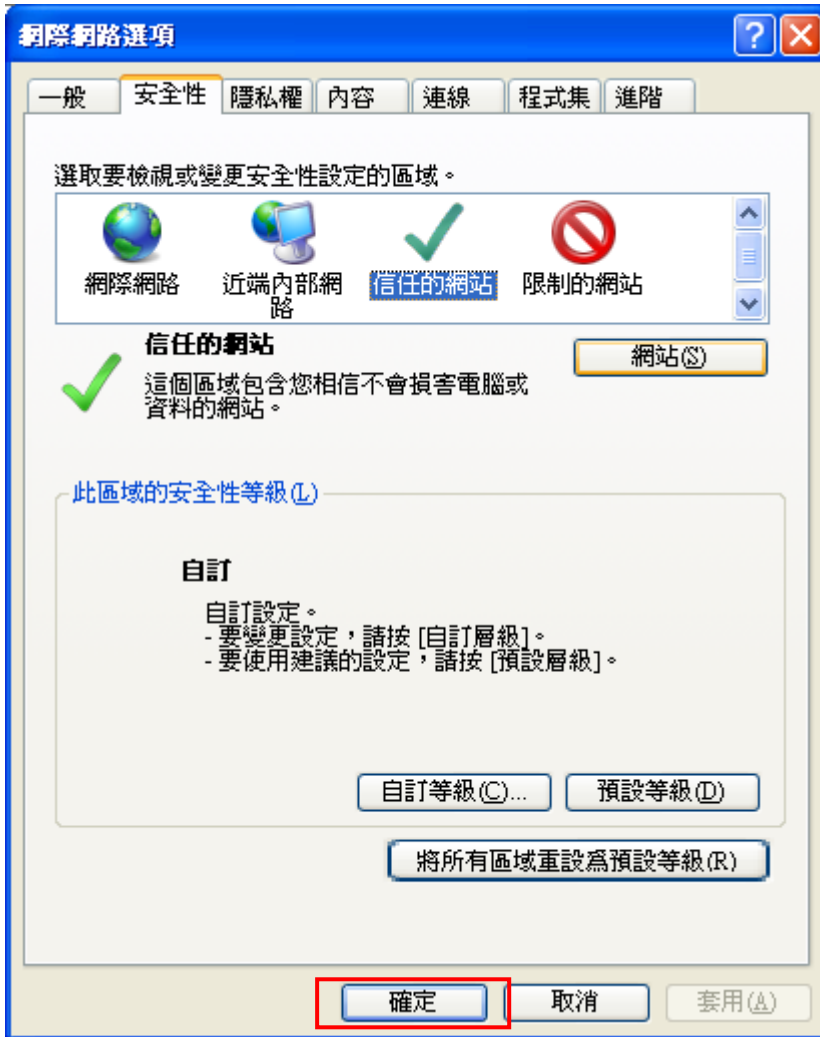 網際網路選項
一般 安全性 隱私權 內容 連線 程式集 進階
選取要檢視或變更安全性設定的區域。
網際網路 近端內部網路 信任的網站 限制的網站
信任的網站
網站(S)
這個區域包含您相信不會損害電腦或
資料的網站。
此區域的安全性等級(L)
自訂
自訂設定。
- 要變更設定，請按 [自訂層級]。
- 要使用建議的設定，請按 [預設層級]。
自訂等級(C)... 預設等級(D)
將所有區域重設為預設等級(R)
確定 取消 套用(A)